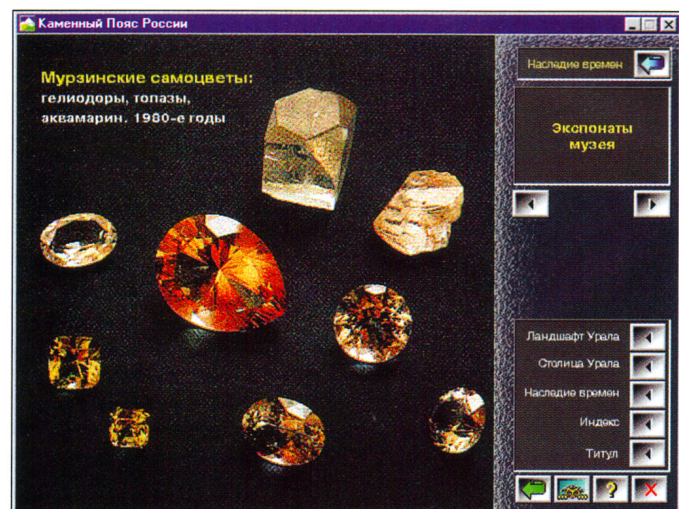 Каменный Пояс России
Мурзинские самоцветы:
гелиодоры, топазы,
аквамарин. 1980-е годы
Наследие времен
Экспонаты
музея
Ландшафт Урала
Столица Урала
Наследие времен
Индекс
Титул
?